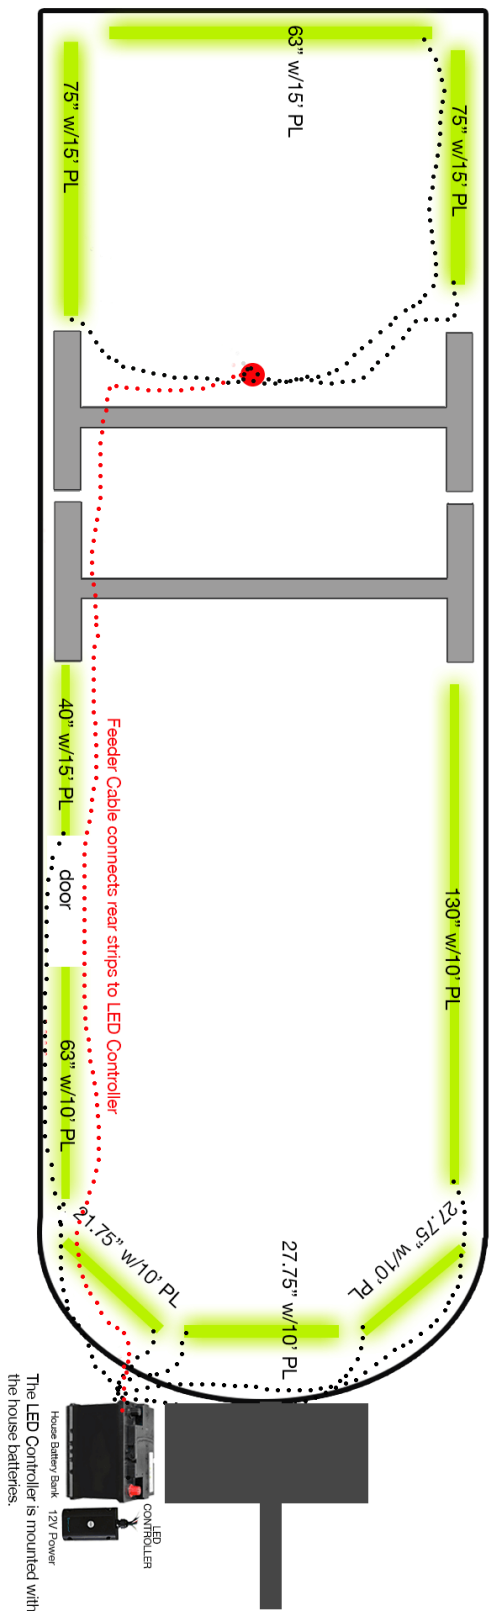 63” w/15’ PL
75” w/15’ PL
75” w/15’ PL
Feeder Cable connects rear strips to LED Controller
40” w/15’ PL
door
130” w/10’ PL
63” w/10’ PL
21.75” w/10’ PL
27.75” w/10’ PL
27.75” w/10’ PL
House Battery Bank
12V Power
LED
CONTROLLER
The LED Controller is mounted with
the house batteries.